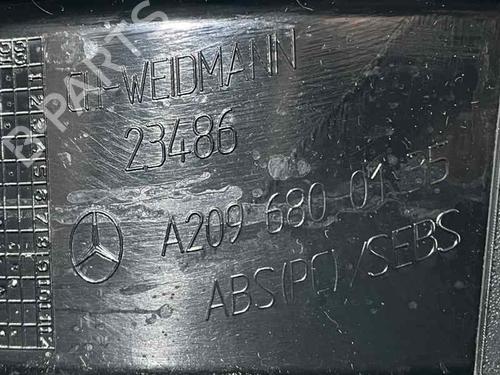 CH-WEIDMANN
23486
A209 680 01 35
ABS(PC)/SEBS